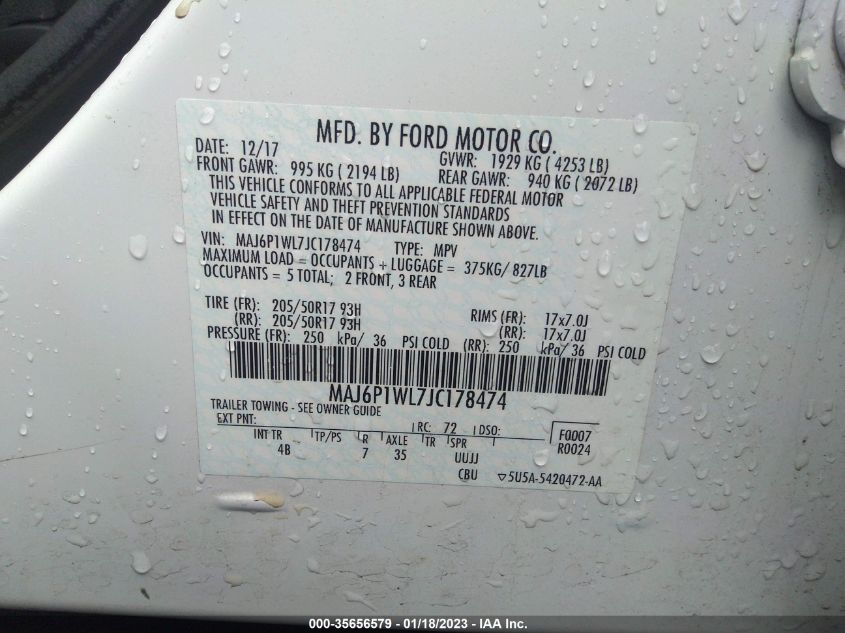 MFD. BY FORD MOTOR CO.
DATE: 12/17 GVWR: 1929 KG ( 4253 LB)
FRONT GAWR: 995 KG ( 2194 LB) REAR GAWR: 940 KG ( 2072 LB)
THIS VEHICLE CONFORMS TO ALL APPLICABLE FEDERAL MOTOR
VEHICLE SAFETY AND THEFT PREVENTION STANDARDS
IN EFFECT ON THE DATE OF MANUFACTURE SHOWN ABOVE.
VIN: MAJ6P1WL7JC178474 TYPE: MPV
MAXIMUM LOAD = OCCUPANTS + LUGGAGE = 375KG/ 827LB
OCCUPANTS = 5 TOTAL; 2 FRONT, 3 REAR
TIRE (FR): 205/50R17 93H RIMS (FR): 17x7.0J
(RR): 205/50R17 93H (RR): 17x7.0J
PRESSURE (FR): 250 kPa/ 36 PSI COLD (RR): 250 kPa/ 36 PSI COLD
MAJ6P1WL7JC178474
TRAILER TOWING - SEE OWNER GUIDE
EXT PNT: RC: 72 DSO: F0007
INT TR TP/PS R AXLE TR SPR R0024
4B 7 35 UUJJ
CBU ▽5U5A-5420472-AA
000-35656579 - 01/18/2023 - IAA Inc.